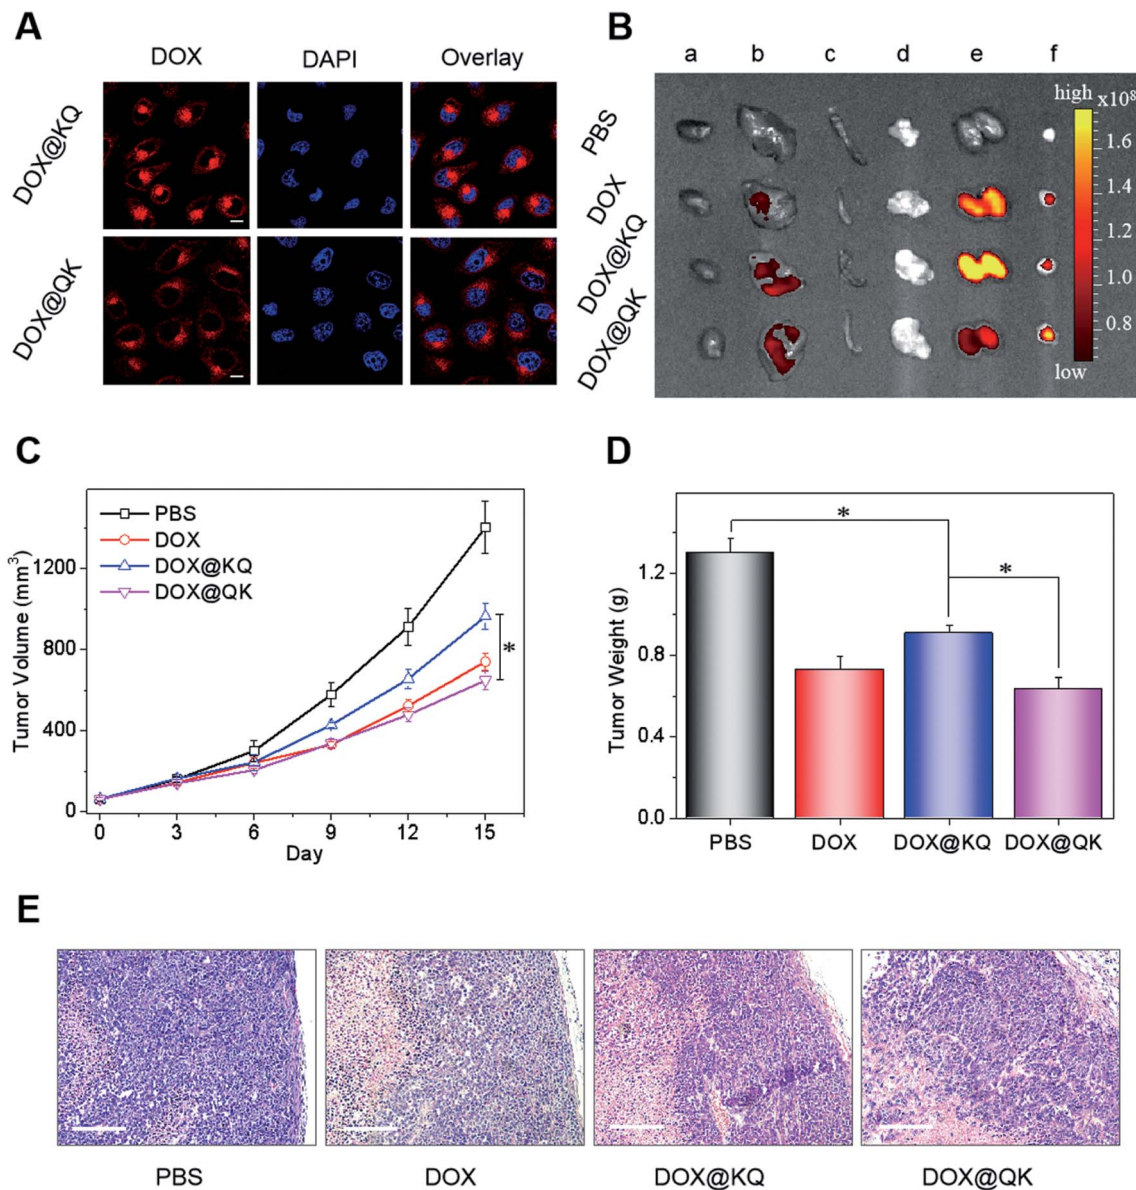 A
DOX DAPI Overlay
DOX@KQ
DOX@QK
B
a b c d e f
PBS
DOX
DOX@KQ
DOX@QK
high x10⁸
1.6
1.4
1.2
1.0
0.8
low
C
PBS
DOX
DOX@KQ
DOX@QK
Tumor Volume (mm³)
1200
800
400
0
0 3 6 9 12 15
Day
*
D
Tumor Weight (g)
1.2
0.8
0.4
0.0
*
*
PBS DOX DOX@KQ DOX@QK
E
PBS DOX DOX@KQ DOX@QK